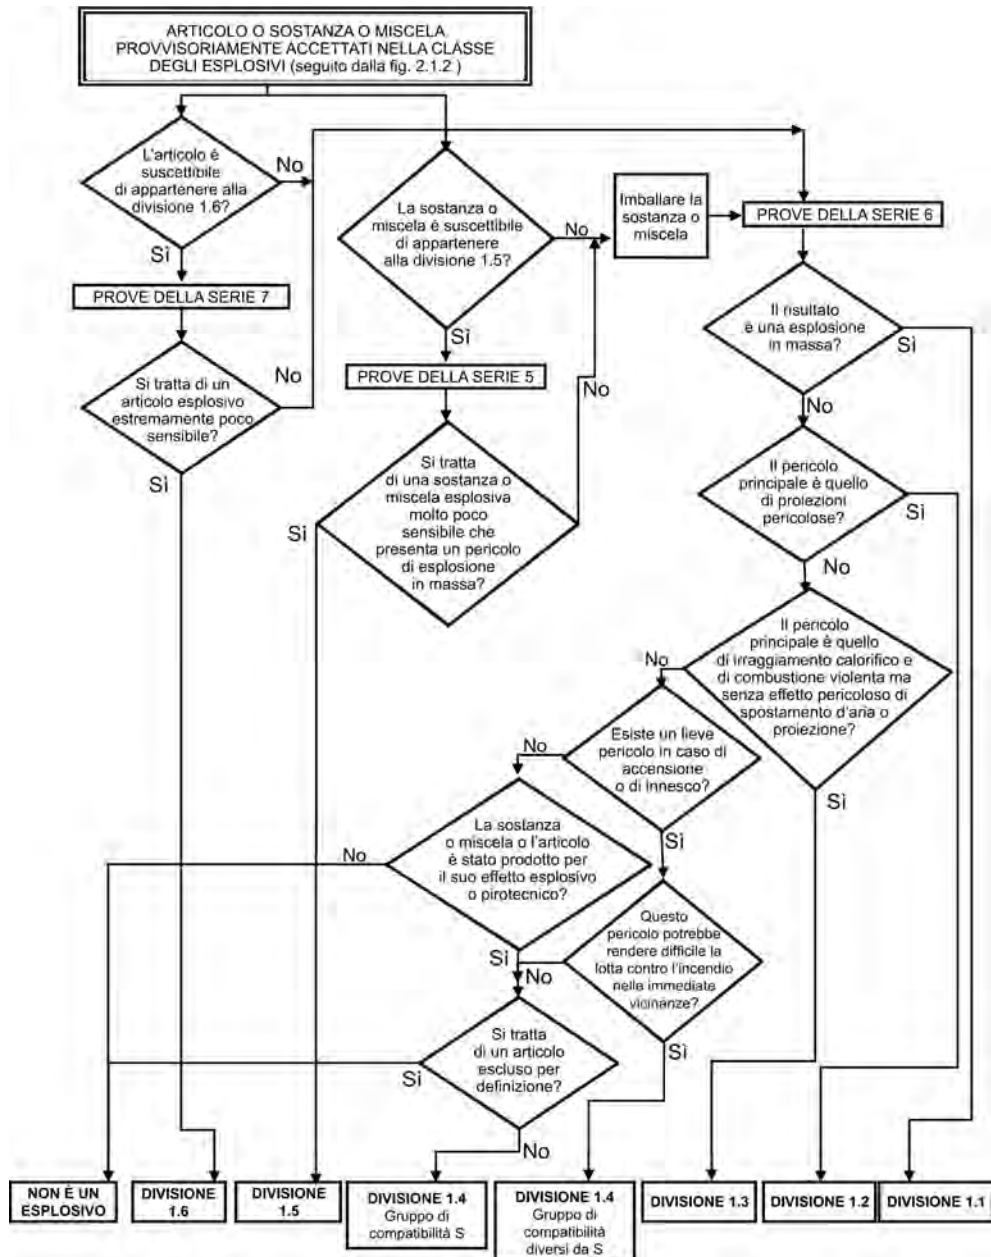 ARTICOLO O SOSTANZA O MISCELA
PROVVISORIAMENTE ACCETTATI NELLA CLASSE
DEGLI ESPLOSIVI (seguito dalla fig. 2.1.2 )
L'articolo è
suscettibile
di appartenere alla
divisione 1.6?
No
Sì
PROVE DELLA SERIE 7
Si tratta di un
articolo esplosivo
estremamente poco
sensibile?
No
Sì
La sostanza o
miscela è suscettibile
di appartenere
alla divisione 1.5?
No
Sì
PROVE DELLA SERIE 5
Si tratta
di una sostanza o
miscela esplosiva
molto poco
sensibile che
presenta un pericolo
di esplosione
in massa?
No
Sì
Imballare la
sostanza o
miscela
PROVE DELLA SERIE 6
Il risultato
è una esplosione
in massa?
Sì
No
Il pericolo
principale è quello
di proiezioni
pericolose?
Sì
No
Il pericolo
principale è quello
di irraggiamento calorifico e
di combustione violenta ma
senza effetto pericoloso di
spostamento d'aria o
proiezione?
No
Sì
Esiste un lieve
pericolo in caso di
accensione
o di innesco?
No
Sì
La sostanza
o miscela o l'articolo
è stato prodotto per
il suo effetto esplosivo
o pirotecnico?
No
Sì
Questo
pericolo potrebbe
rendere difficile la
lotta contro l'incendio
nelle immediate
vicinanze?
No
Sì
Si tratta
di un articolo
escluso per
definizione?
Sì
No
NON È UN
ESPLOSIVO
DIVISIONE
1.6
DIVISIONE
1.5
DIVISIONE 1.4
Gruppo di
compatibilità S
DIVISIONE 1.4
Gruppo di
compatibilità
diversi da S
DIVISIONE 1.3
DIVISIONE 1.2
DIVISIONE 1.1